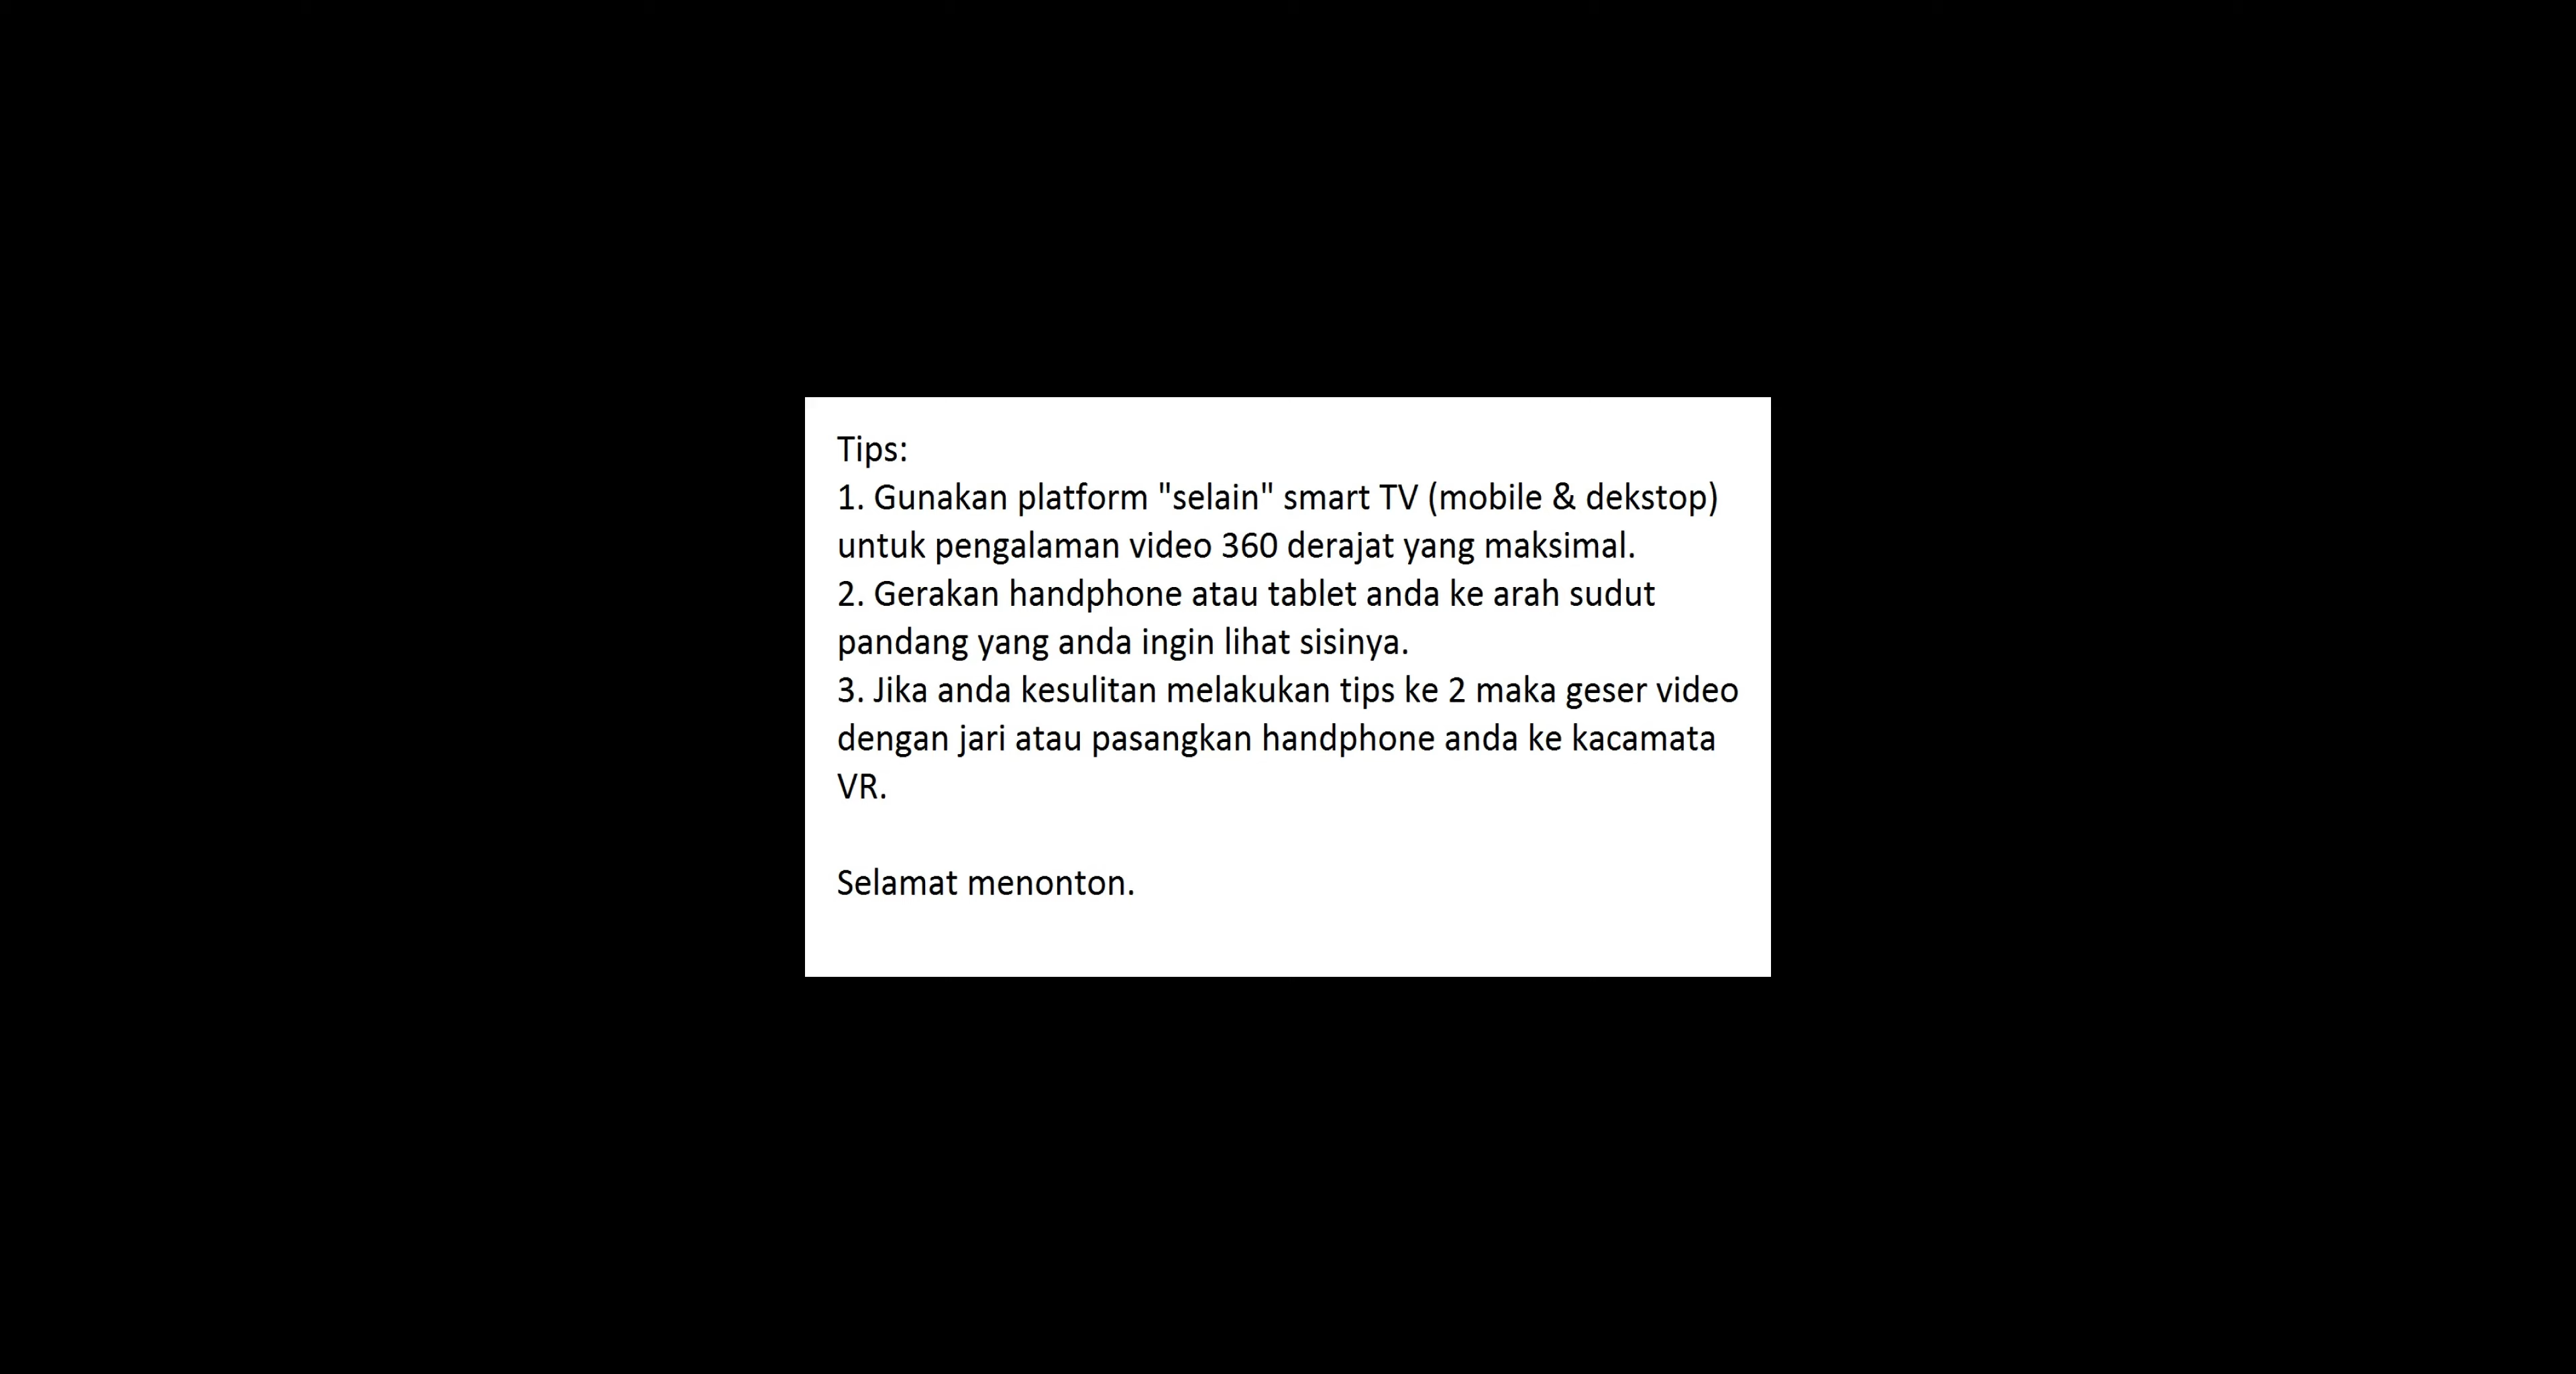 Tips:
1. Gunakan platform "selain" smart TV (mobile & dekstop)
untuk pengalaman video 360 derajat yang maksimal.
2. Gerakan handphone atau tablet anda ke arah sudut
pandang yang anda ingin lihat sisinya.
3. Jika anda kesulitan melakukan tips ke 2 maka geser video
dengan jari atau pasangkan handphone anda ke kacamata
VR.
Selamat menonton.